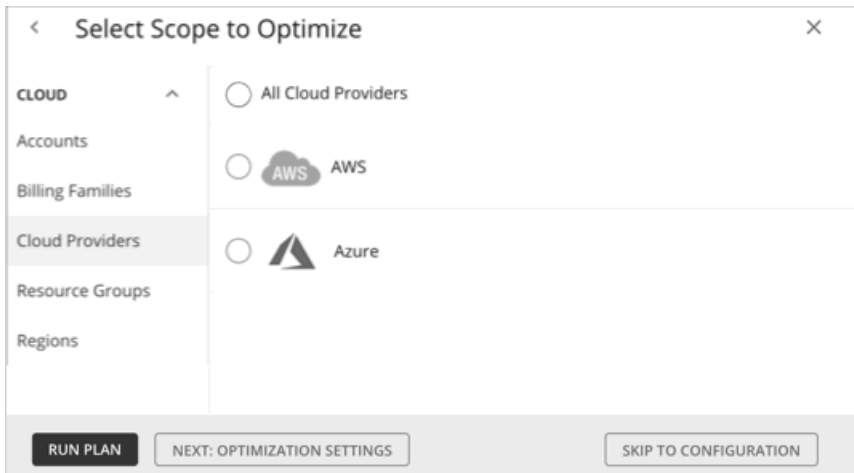 Select Scope to Optimize
CLOUD
Accounts
Billing Families
Cloud Providers
Resource Groups
Regions
All Cloud Providers
AWS AWS
Azure
RUN PLAN NEXT: OPTIMIZATION SETTINGS SKIP TO CONFIGURATION